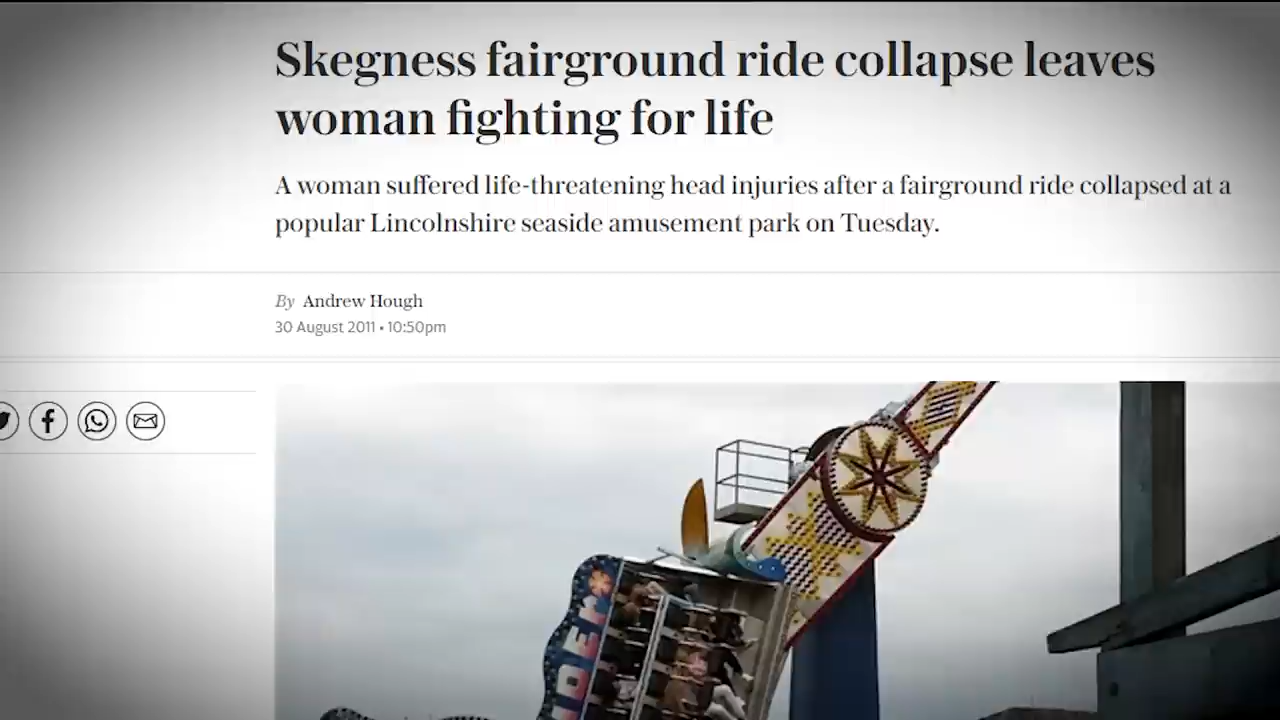 Skegness fairground ride collapse leaves
woman fighting for life
A woman suffered life-threatening head injuries after a fairground ride collapsed at a
popular Lincolnshire seaside amusement park on Tuesday.
By Andrew Hough
30 August 2011 • 10:50pm